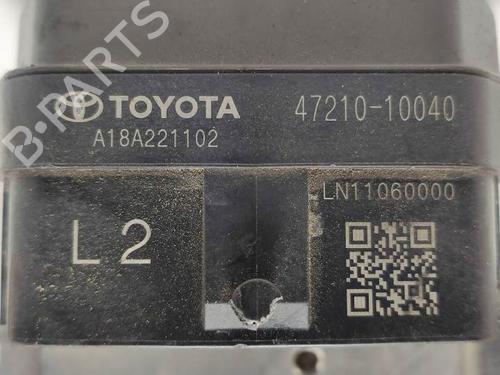 TOYOTA 47210-10040
A18A221102
L2 LN11060000
B-PARTS